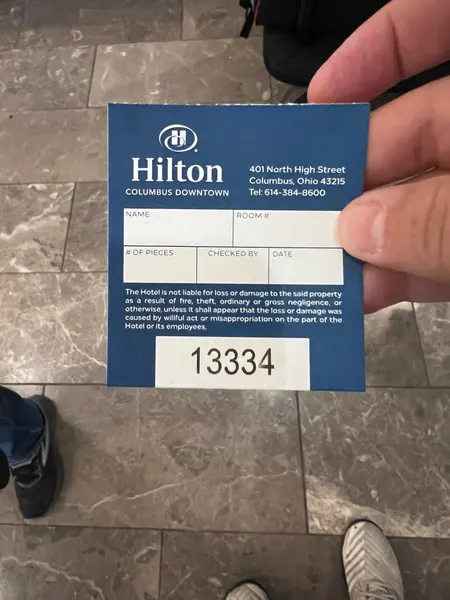 H
Hilton
COLUMBUS DOWNTOWN
401 North High Street
Columbus, Ohio 43215
Tel: 614-384-8600
NAME
ROOM #
# OF PIECES
CHECKED BY
DATE
The Hotel is not liable for loss or damage to the said property
as a result of fire, theft, ordinary or gross negligence, or
otherwise, unless it shall appear that the loss or damage was
caused by willful act or misappropriation on the part of the
Hotel or its employees.
13334